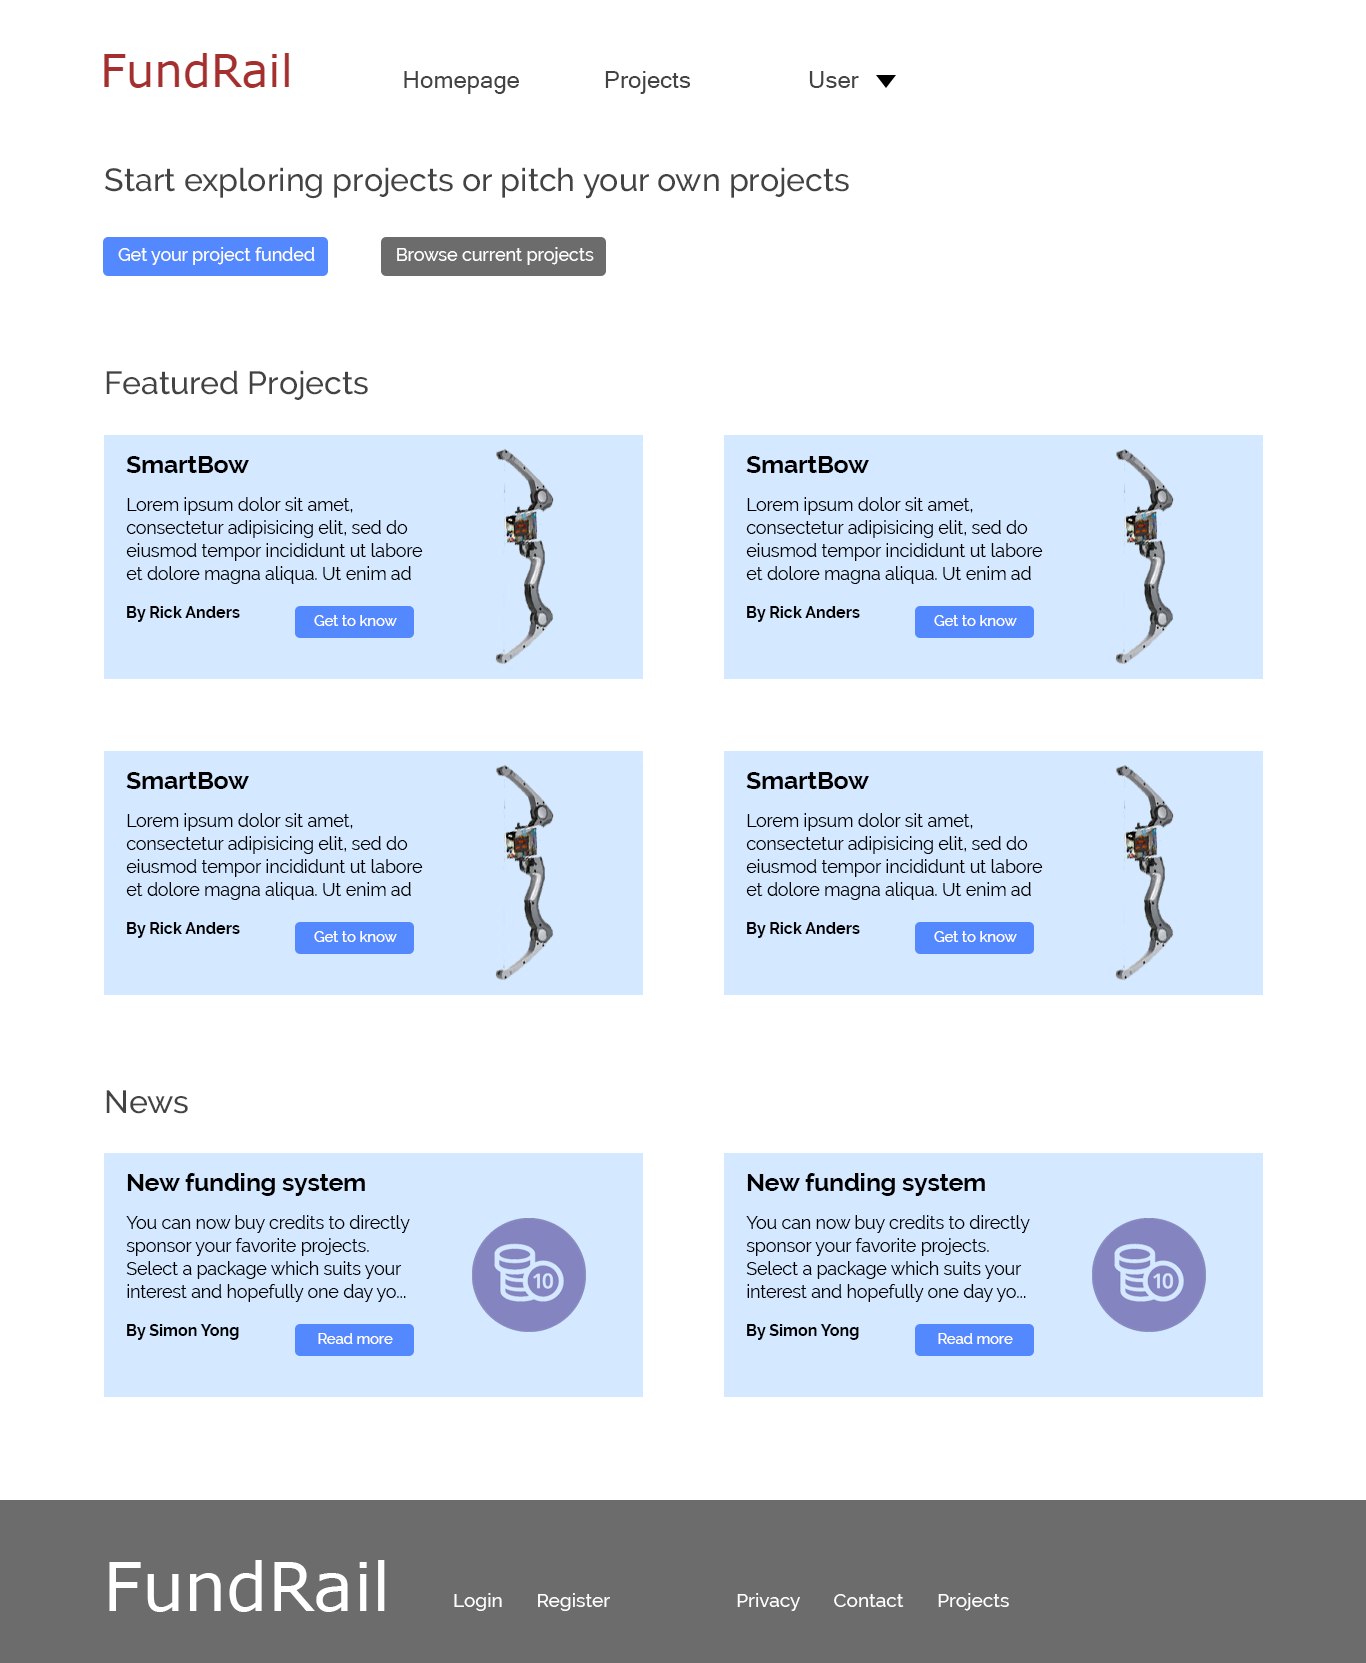 FundRail
Homepage
Projects
User
Start exploring projects or pitch your own projects
Get your project funded
Browse current projects
Featured Projects
SmartBow
Lorem ipsum dolor sit amet,
consectetur adipisicing elit, sed do
eiusmod tempor incididunt ut labore
et dolore magna aliqua. Ut enim ad
By Rick Anders
Get to know
SmartBow
Lorem ipsum dolor sit amet,
consectetur adipisicing elit, sed do
eiusmod tempor incididunt ut labore
et dolore magna aliqua. Ut enim ad
By Rick Anders
Get to know
SmartBow
Lorem ipsum dolor sit amet,
consectetur adipisicing elit, sed do
eiusmod tempor incididunt ut labore
et dolore magna aliqua. Ut enim ad
By Rick Anders
Get to know
SmartBow
Lorem ipsum dolor sit amet,
consectetur adipisicing elit, sed do
eiusmod tempor incididunt ut labore
et dolore magna aliqua. Ut enim ad
By Rick Anders
Get to know
News
New funding system
You can now buy credits to directly
sponsor your favorite projects.
Select a package which suits your
interest and hopefully one day yo...
By Simon Yong
Read more
10
New funding system
You can now buy credits to directly
sponsor your favorite projects.
Select a package which suits your
interest and hopefully one day yo...
By Simon Yong
Read more
10
FundRail
Login
Register
Privacy
Contact
Projects